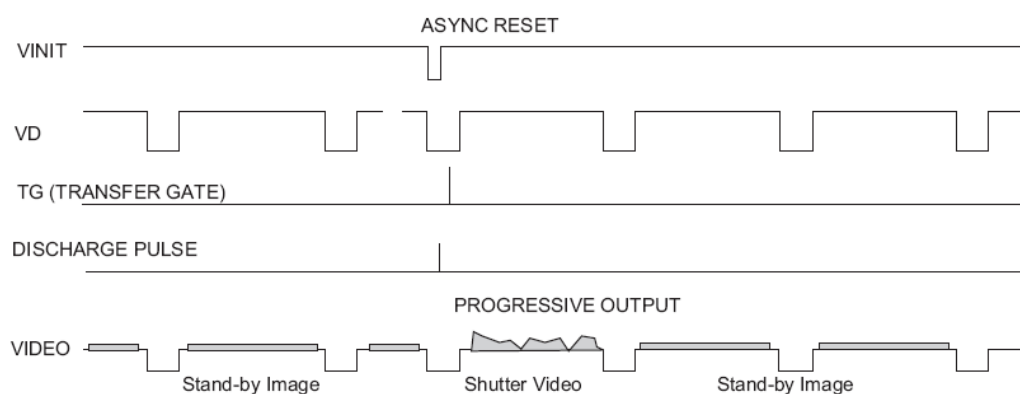 ASYNC RESET
VINIT
VD
TG (TRANSFER GATE)
DISCHARGE PULSE
PROGRESSIVE OUTPUT
VIDEO
Stand-by Image
Shutter Video
Stand-by Image